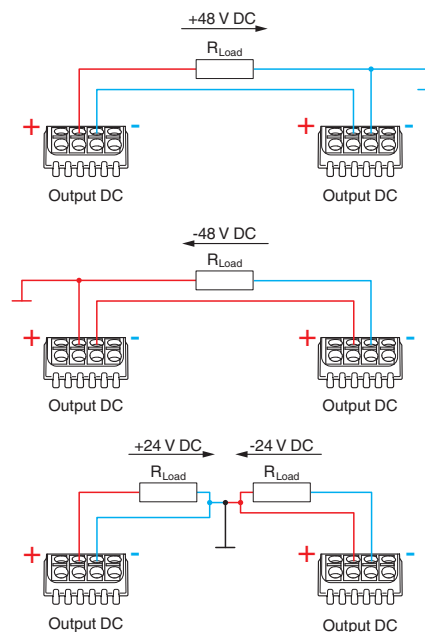 +48 V DC
RLoad
+ - + -
Output DC Output DC
-48 V DC
RLoad
+ - + -
Output DC Output DC
+24 V DC -24 V DC
RLoad RLoad
+ - + -
Output DC Output DC